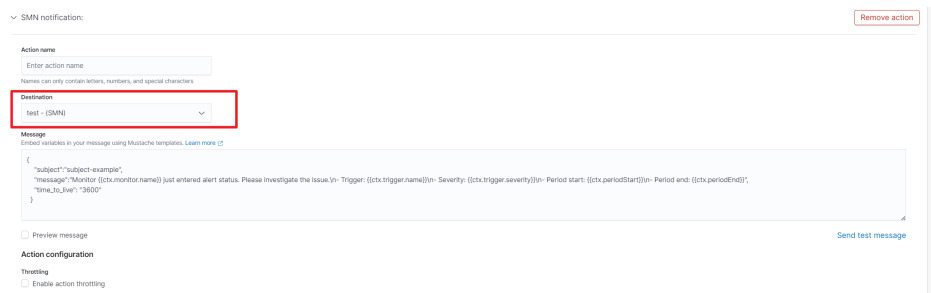 SMN notification:
Remove action
Action name
Enter action name
Names can only contain letters, numbers, and special characters
Destination
test - (SMN)
Message
Embed variables in your message using Mustache templates. Learn more
{
"subject":"subject-example",
"message":"Monitor {{ctx.monitor.name}} just entered alert status. Please investigate the issue.\n- Trigger: {{ctx.trigger.name}}\n- Severity: {{ctx.trigger.severity}}\n- Period start: {{ctx.periodStart}}\n- Period end: {{ctx.periodEnd}}",
"time_to_live": "3600"
}
Preview message
Send test message
Action configuration
Throttling
Enable action throttling